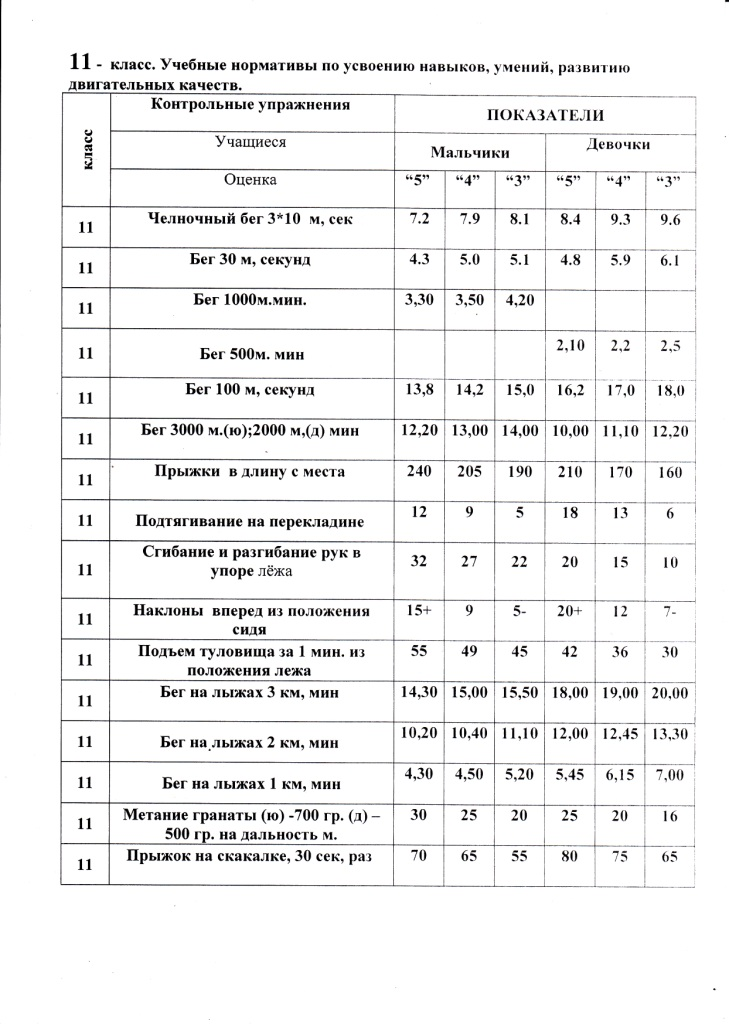 11 - класс. Учебные нормативы по усвоению навыков, умений, развитию
двигательных качеств.
класс
Контрольные упражнения
ПОКАЗАТЕЛИ
Учащиеся
Мальчики
Девочки
Оценка “5” “4” “3” “5” “4” “3”
11 Челночный бег 3*10 м, сек 7.2 7.9 8.1 8.4 9.3 9.6
11 Бег 30 м, секунд 4.3 5.0 5.1 4.8 5.9 6.1
11 Бег 1000м.мин. 3,30 3,50 4,20
11 Бег 500м. мин 2,10 2,2 2,5
11 Бег 100 м, секунд 13,8 14,2 15,0 16,2 17,0 18,0
11 Бег 3000 м.(ю);2000 м,(д) мин 12,20 13,00 14,00 10,00 11,10 12,20
11 Прыжки в длину с места 240 205 190 210 170 160
11 Подтягивание на перекладине 12 9 5 18 13 6
Сгибание и разгибание рук в
11 упоре лёжа 32 27 22 20 15 10
11 Наклоны вперед из положения 15+ 9 5- 20+ 12 7-
сидя
11 Подъем туловища за 1 мин. из 55 49 45 42 36 30
положения лежа
11 Бег на лыжах 3 км, мин 14,30 15,00 15,50 18,00 19,00 20,00
11 Бег на лыжах 2 км, мин 10,20 10,40 11,10 12,00 12,45 13,30
11 Бег на лыжах 1 км, мин 4,30 4,50 5,20 5,45 6,15 7,00
11 Метание гранаты (ю) -700 гр. (д) – 30 25 20 25 20 16
500 гр. на дальность м.
11 Прыжок на скакалке, 30 сек, раз 70 65 55 80 75 65